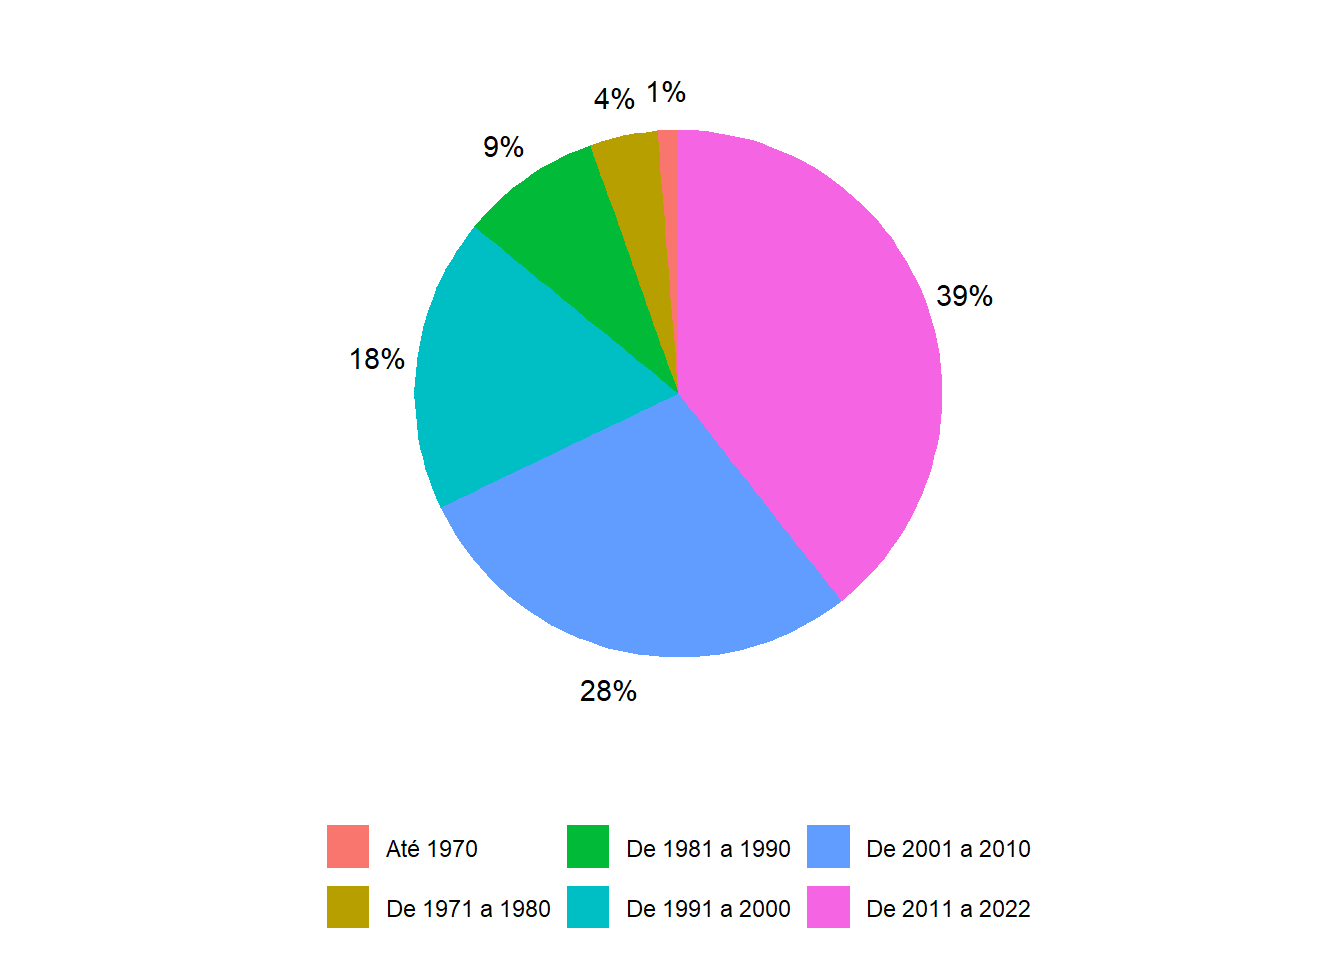 4% 1%
9%
39%
18%
28%
Até 1970
De 1981 a 1990
De 2001 a 2010
De 1971 a 1980
De 1991 a 2000
De 2011 a 2022